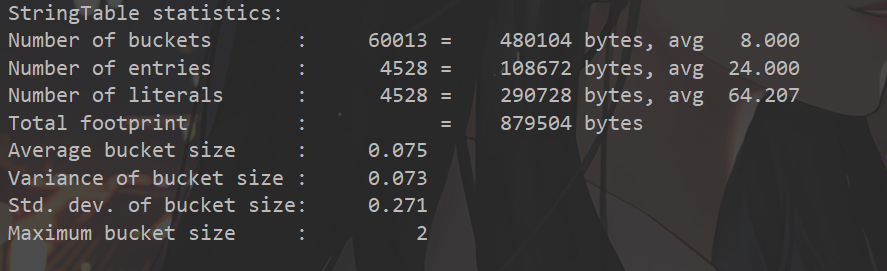 StringTable statistics:
Number of buckets       :     60013 =    480104 bytes, avg   8.000
Number of entries       :      4528 =    108672 bytes, avg  24.000
Number of literals      :      4528 =    290728 bytes, avg  64.207
Total footprint         :           =    879504 bytes
Average bucket size     :     0.075
Variance of bucket size :     0.073
Std. dev. of bucket size:     0.271
Maximum bucket size     :         2